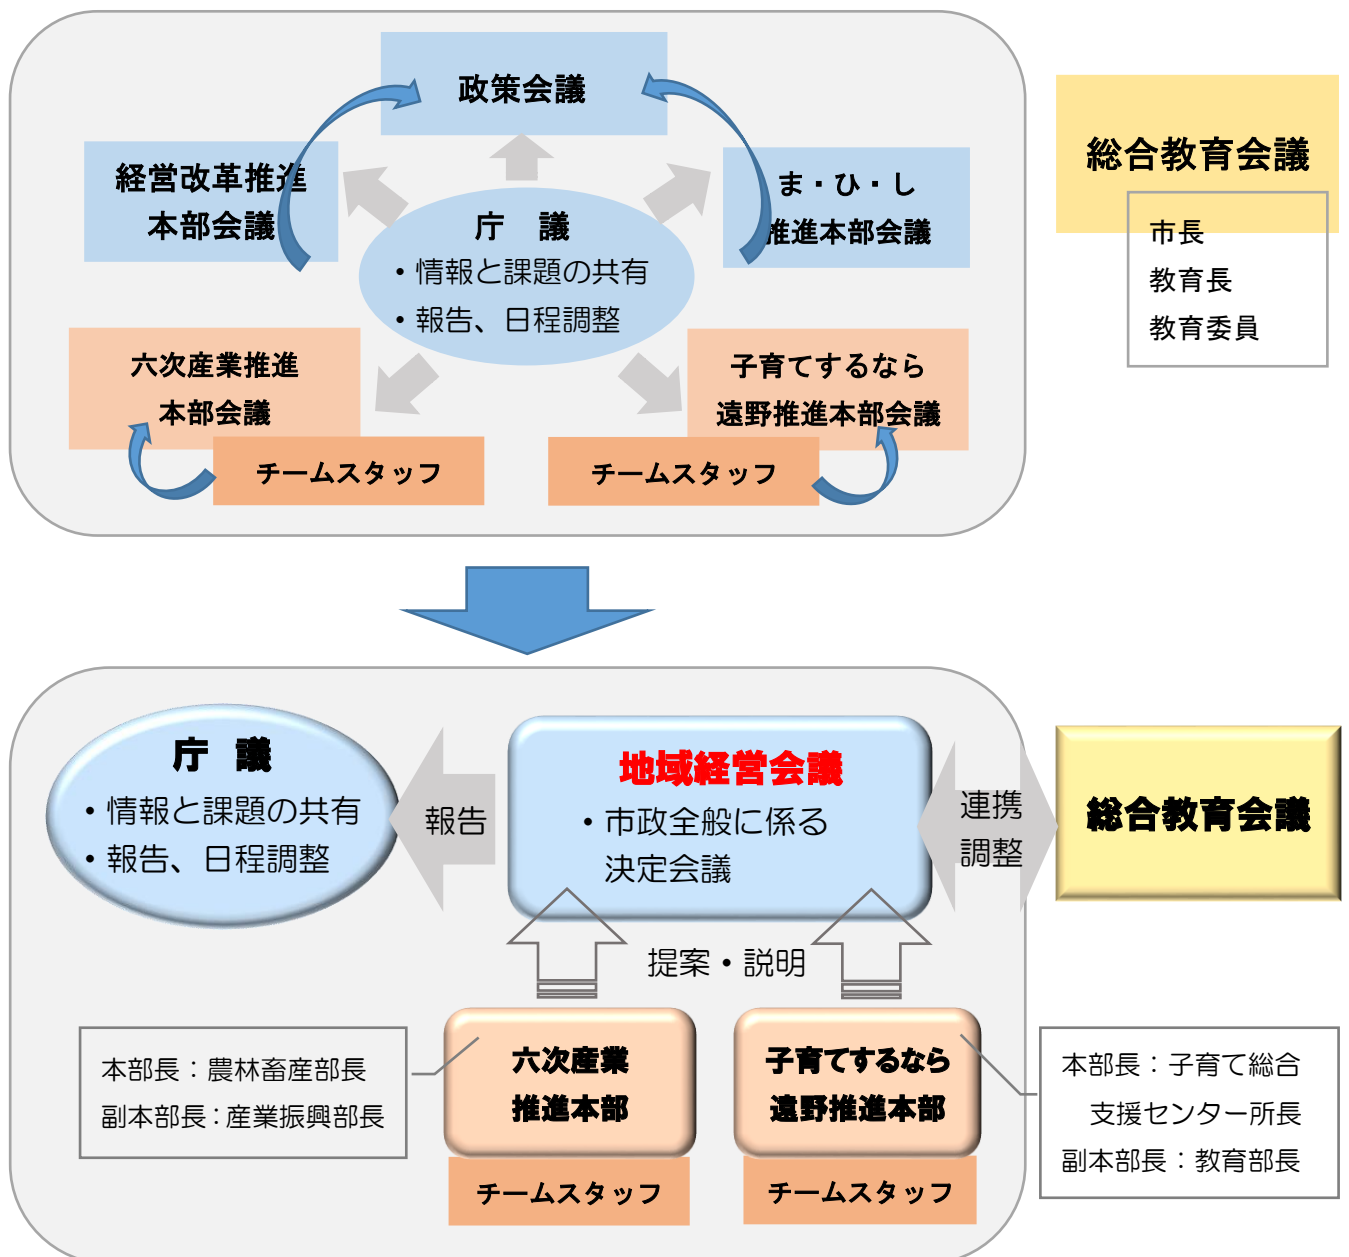 政策会議
経営改革推進
本部会議
ま・ひ・し
推進本部会議
庁　議
・情報と課題の共有
・報告、日程調整
六次産業推進
本部会議
チームスタッフ
子育てするなら
遠野推進本部会議
チームスタッフ
総合教育会議
市長
教育長
教育委員
庁　議
・情報と課題の共有
・報告、日程調整
報告
地域経営会議
・市政全般に係る
決定会議
連携
調整
総合教育会議
提案・説明
本部長：農林畜産部長
副本部長：産業振興部長
六次産業
推進本部
チームスタッフ
子育てするなら
遠野推進本部
チームスタッフ
本部長：子育て総合
支援センター所長
副本部長：教育部長